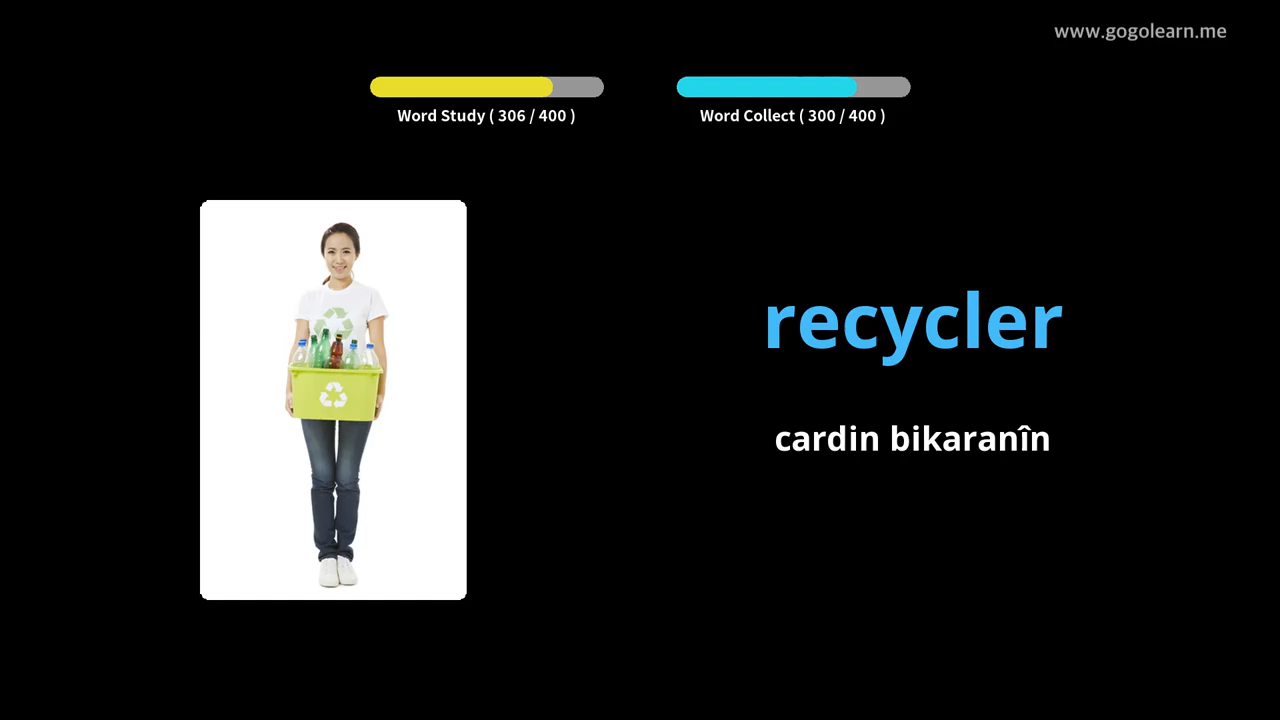 www.gogolearn.me
Word Study ( 306 / 400 )
Word Collect ( 300 / 400 )
recycler
cardin bikaranîn